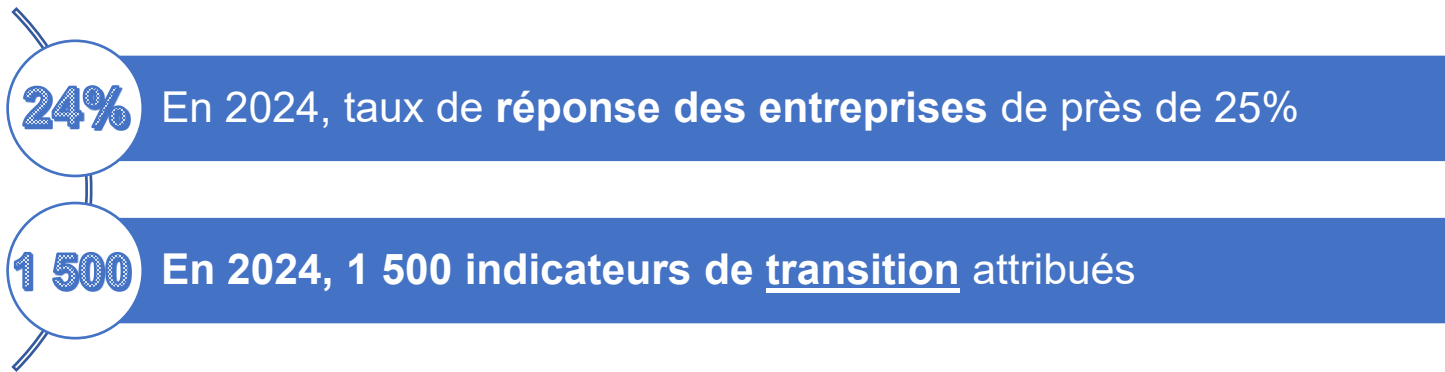 24%
En 2024, taux de réponse des entreprises de près de 25%
1 500
En 2024, 1 500 indicateurs de transition attribués